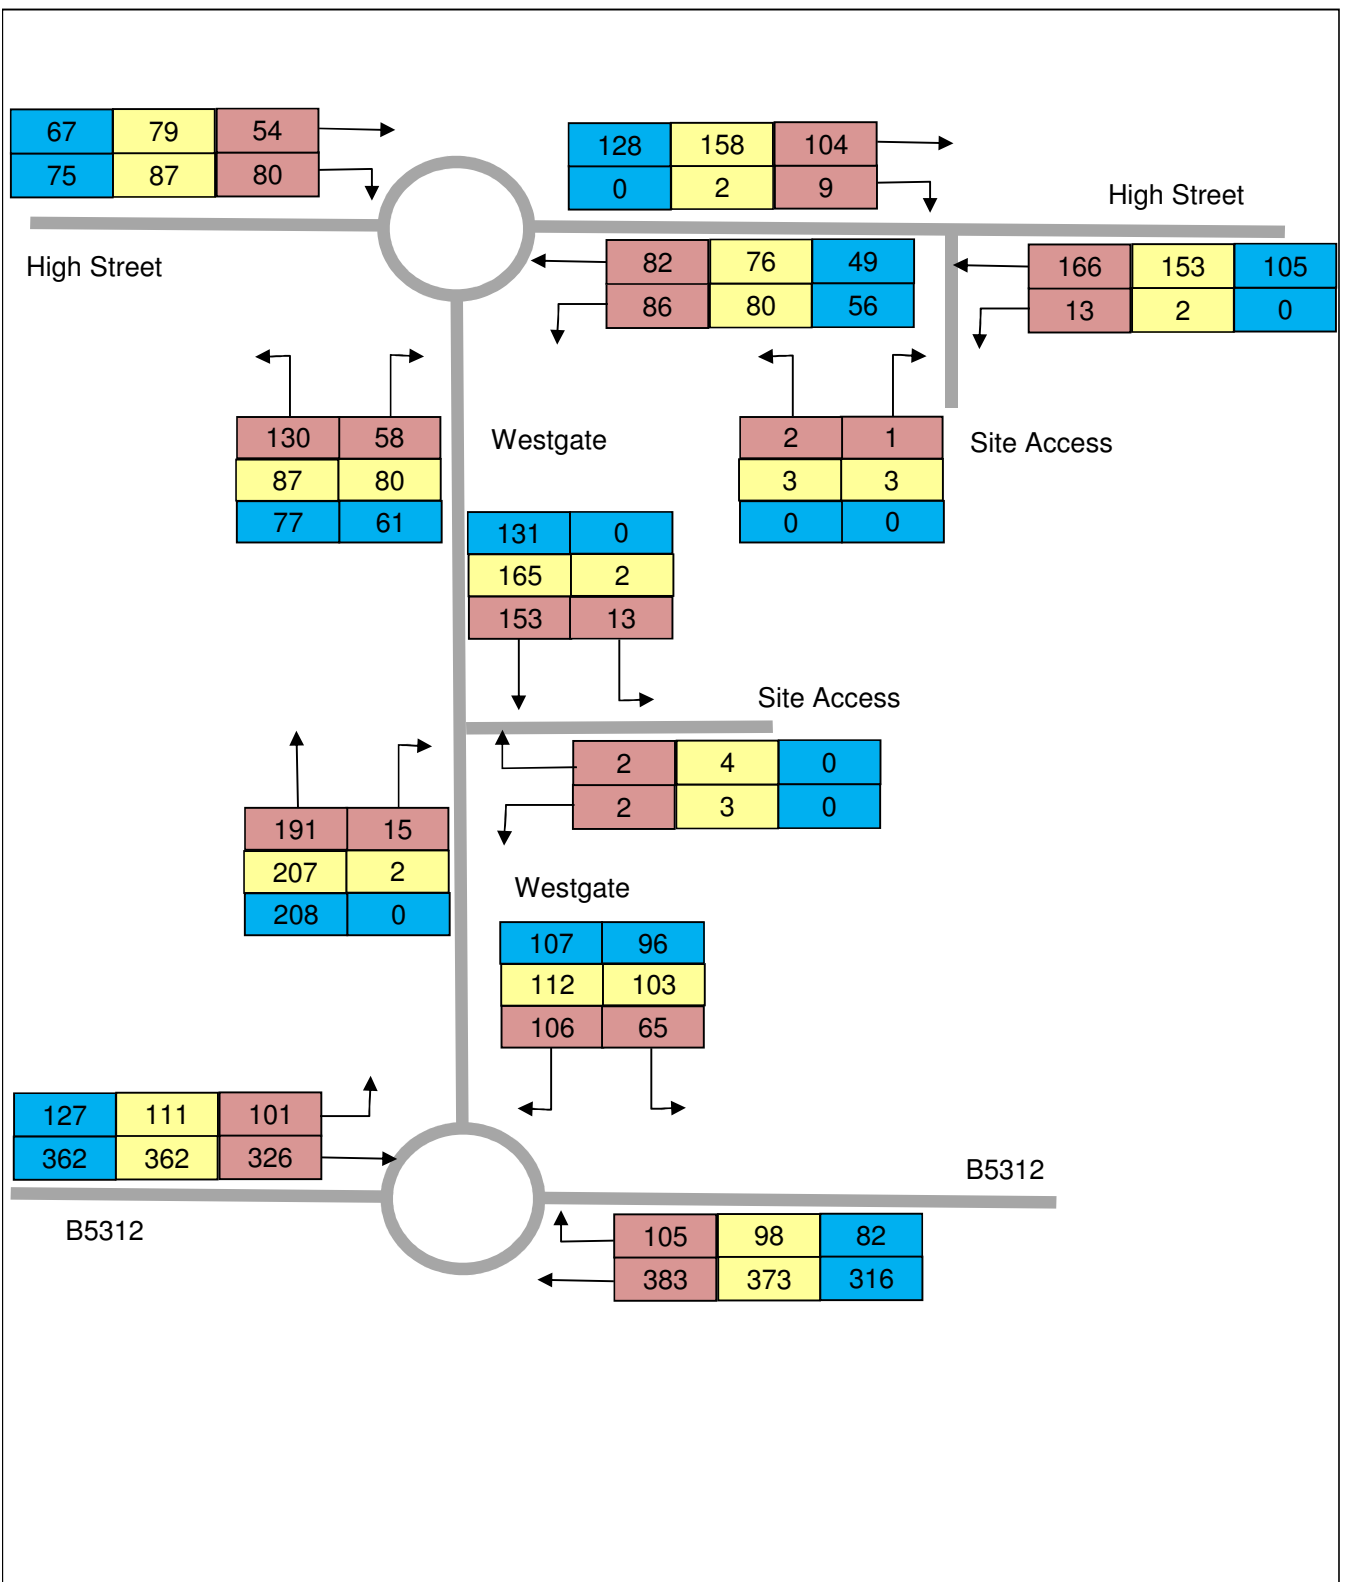 67 79 54
75 87 80
128 158 104
0 2 9
High Street
High Street
82 76 49
86 80 56
166 153 105
13 2 0
130 58
87 80
77 61
Westgate
2 1
3 3
0 0
Site Access
131 0
165 2
153 13
Site Access
2 4 0
2 3 0
191 15
207 2
208 0
Westgate
107 96
112 103
106 65
127 111 101
362 362 326
B5312
B5312
105 98 82
383 373 316